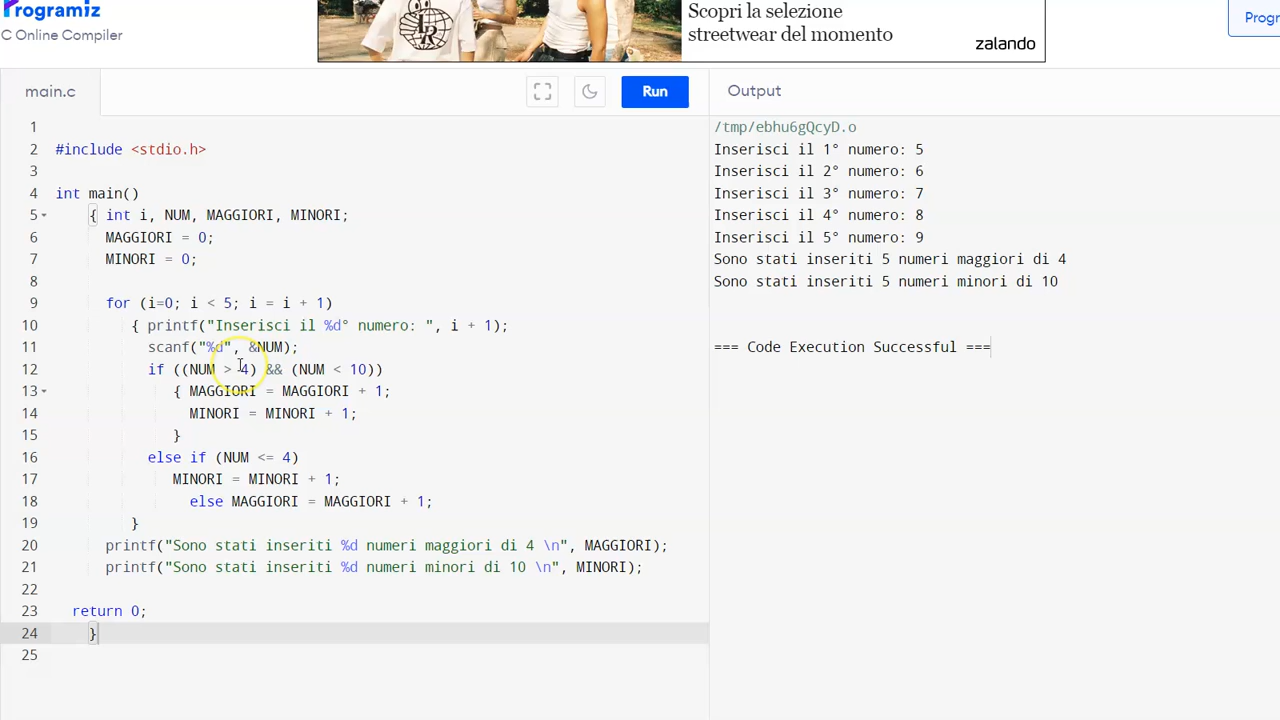 Programiz
C Online Compiler
Scopri la selezione
streetwear del momento
zalando
Progr
main.c
Run
Output
1
2 #include <stdio.h>
3
4 int main()
5 { int i, NUM, MAGGIORI, MINORI;
6 MAGGIORI = 0;
7 MINORI = 0;
8
9 for (i=0; i < 5; i = i + 1)
10 { printf("Inserisci il %d° numero: ", i + 1);
11 scanf("%d", &NUM);
12 if ((NUM > 4) && (NUM < 10))
13 { MAGGIORI = MAGGIORI + 1;
14 MINORI = MINORI + 1;
15 }
16 else if (NUM <= 4)
17 MINORI = MINORI + 1;
18 else MAGGIORI = MAGGIORI + 1;
19 }
20 printf("Sono stati inseriti %d numeri maggiori di 4 \n", MAGGIORI);
21 printf("Sono stati inseriti %d numeri minori di 10 \n", MINORI);
22
23 return 0;
24 }
25
/tmp/ebhu6gQcyD.o
Inserisci il 1° numero: 5
Inserisci il 2° numero: 6
Inserisci il 3° numero: 7
Inserisci il 4° numero: 8
Inserisci il 5° numero: 9
Sono stati inseriti 5 numeri maggiori di 4
Sono stati inseriti 5 numeri minori di 10
=== Code Execution Successful ===